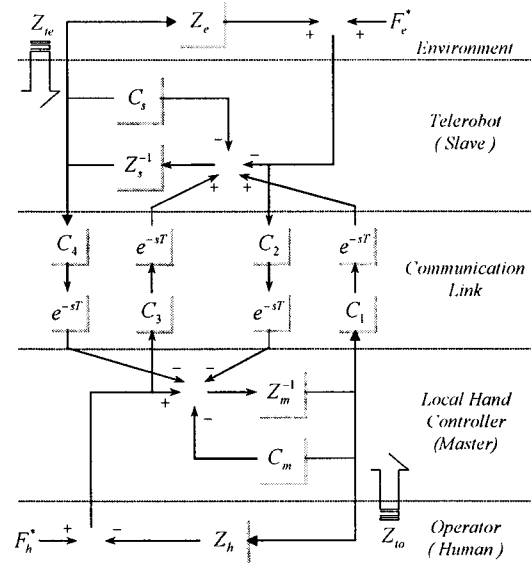 Z_te
Z_e
+ + F_e^*
Environment
C_s
Telerobot
( Slave )
Z_s^{-1}
− −
+ +
C_4 e^{-sT} C_2 e^{-sT}
Communication
Link
e^{-sT} C_3 e^{-sT} C_1
− −
+ Z_m^{-1}
−
Local Hand
Controller
(Master)
C_m
F_h^* + − Z_h
Z_to
Operator
( Human )